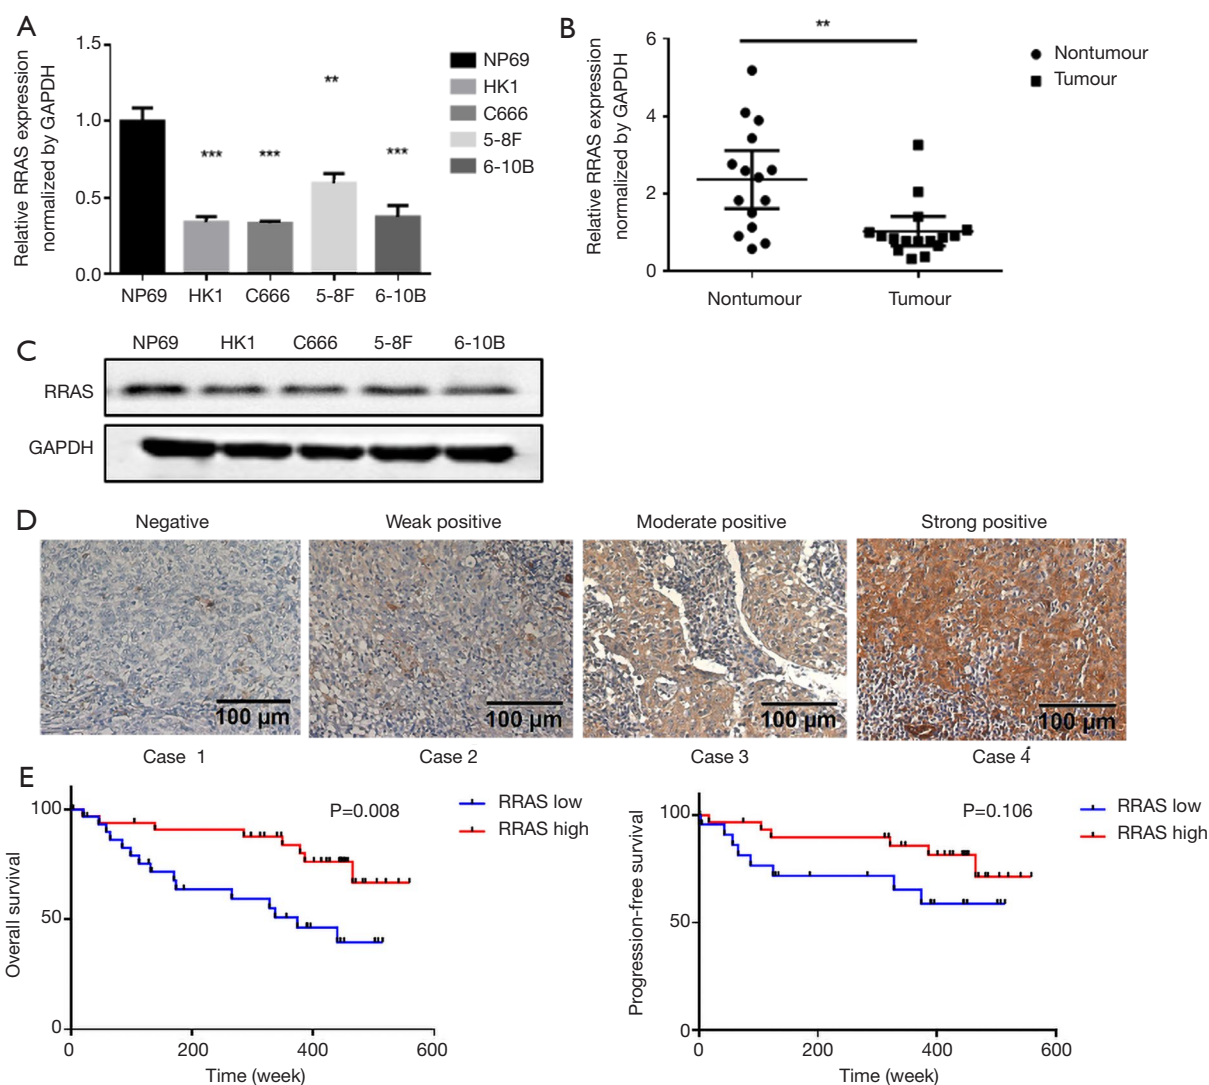 A
Relative RRAS expression
normalized by GAPDH
1.5
1.0
0.5
0.0
***
***
**
***
NP69
HK1
C666
5-8F
6-10B
NP69
HK1
C666
5-8F
6-10B
B
Relative RRAS expression
normalized by GAPDH
6
4
2
0
**
Nontumour
Tumour
Nontumour
Tumour
C
NP69 HK1 C666 5-8F 6-10B
RRAS
GAPDH
D
Negative Weak positive Moderate positive Strong positive
100 μm 100 μm 100 μm 100 μm
Case 1 Case 2 Case 3 Case 4
E
Overall survival
100
50
0
0 200 400 600
Time (week)
P=0.008
RRAS low
RRAS high
Progression-free survival
100
50
0
0 200 400 600
Time (week)
P=0.106
RRAS low
RRAS high